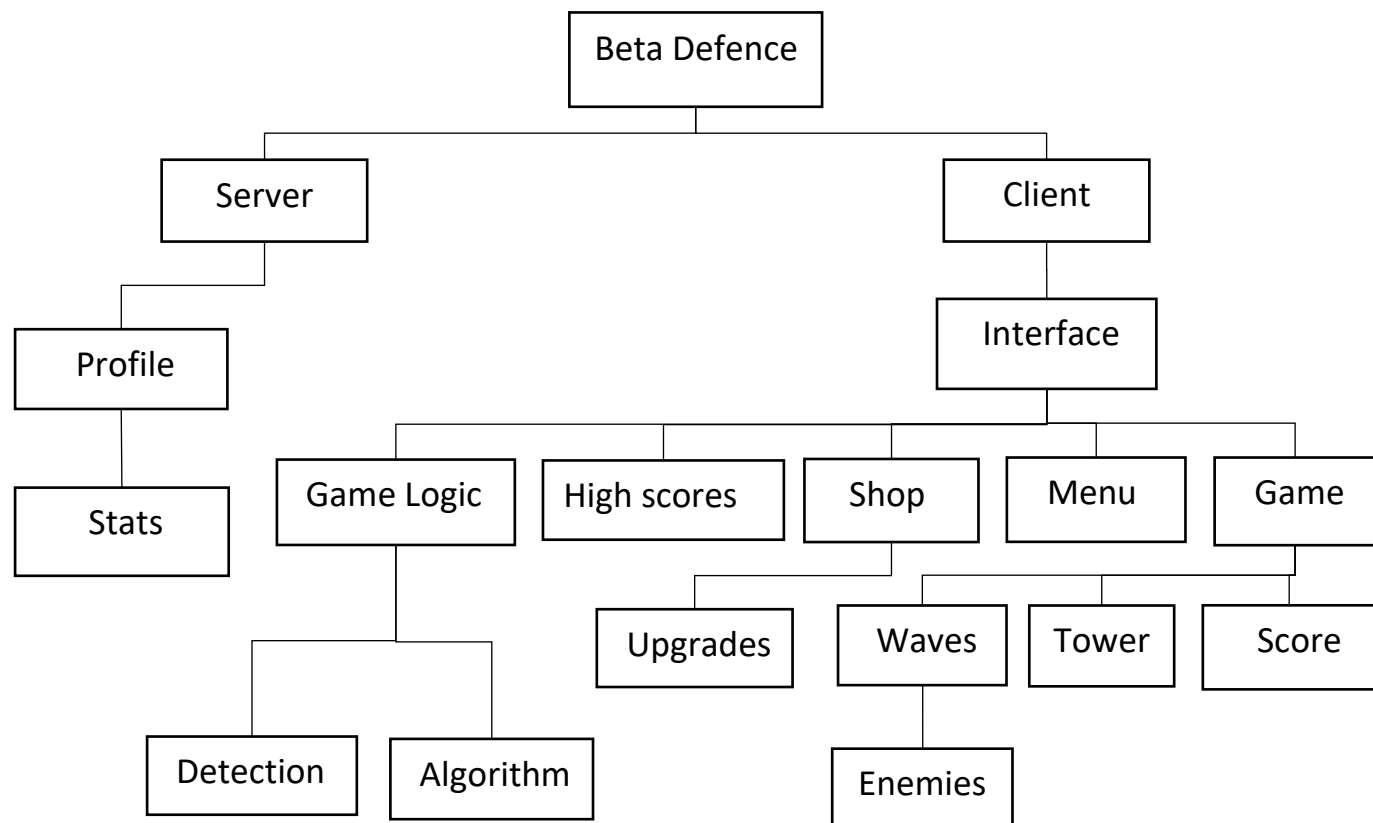 Beta Defence
Server
Client
Profile
Interface
Stats
Game Logic
High scores
Shop
Menu
Game
Upgrades
Waves
Tower
Score
Detection
Algorithm
Enemies